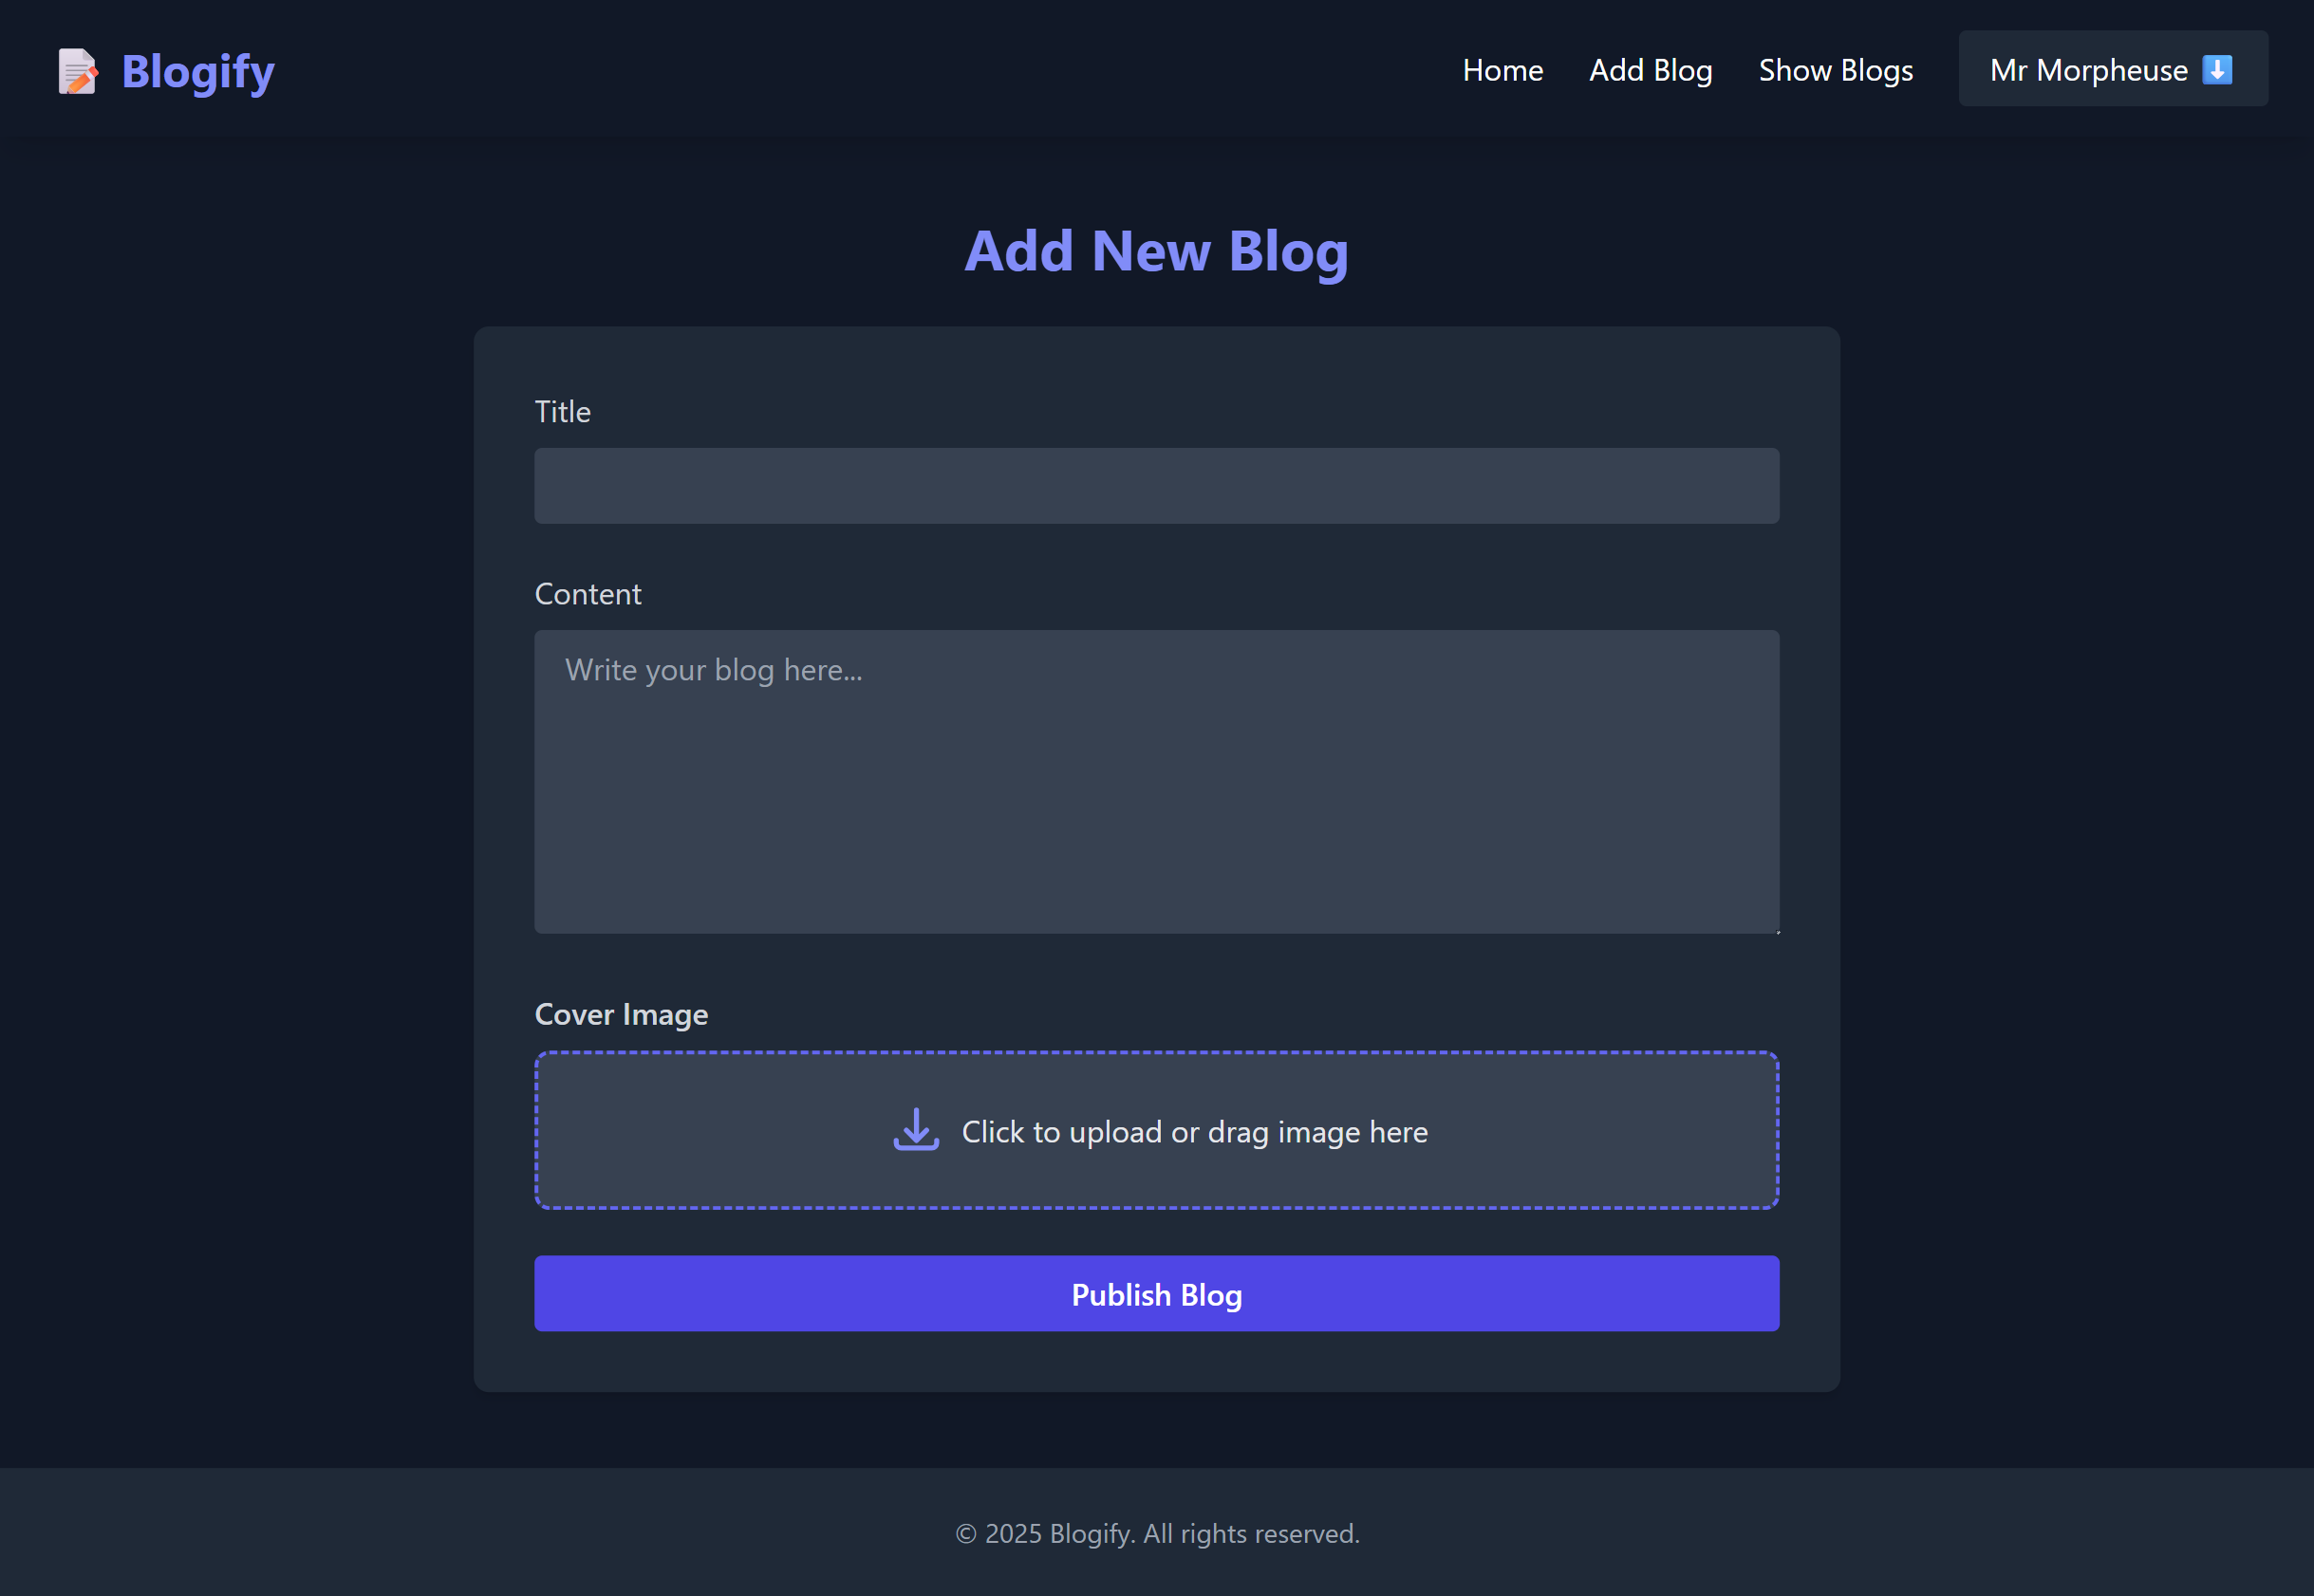 Blogify
Home
Add Blog
Show Blogs
Mr Morpheuse
Add New Blog
Title
Content
Write your blog here...
Cover Image
Click to upload or drag image here
Publish Blog
© 2025 Blogify. All rights reserved.